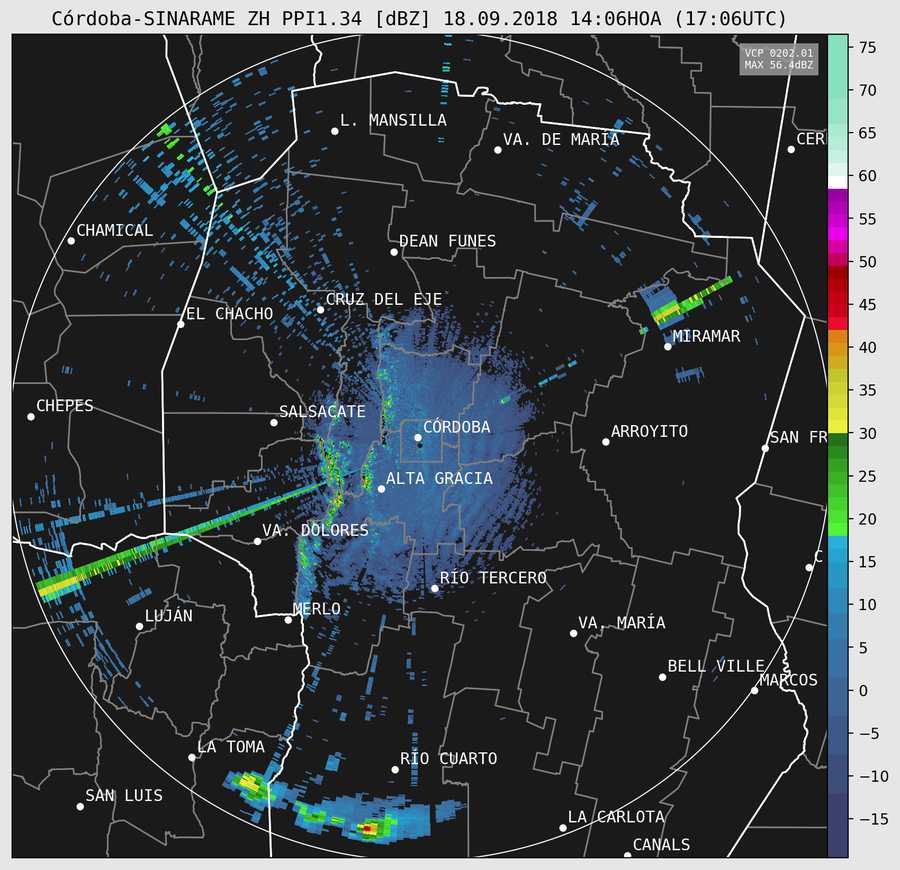 Córdoba-SINARAME ZH PPI1.34 [dBZ] 18.09.2018 14:06HOA (17:06UTC)
VCP 0202.01
MAX 56.4dBZ
L. MANSILLA
VA. DE MARÍA
CER
CHAMICAL
DEAN FUNES
CRUZ DEL EJE
EL CHACHO
MIRAMAR
CHEPES
SALSACATE
CÓRDOBA
ARROYITO
SAN FR
ALTA GRACIA
VA. DOLORES
C
RÍO TERCERO
MERLO
LUJÁN
VA. MARÍA
BELL VILLE
MARCOS
LA TOMA
RÍO CUARTO
SAN LUIS
LA CARLOTA
CANALS
75
70
65
60
55
50
45
40
35
30
25
20
15
10
5
0
−5
−10
−15